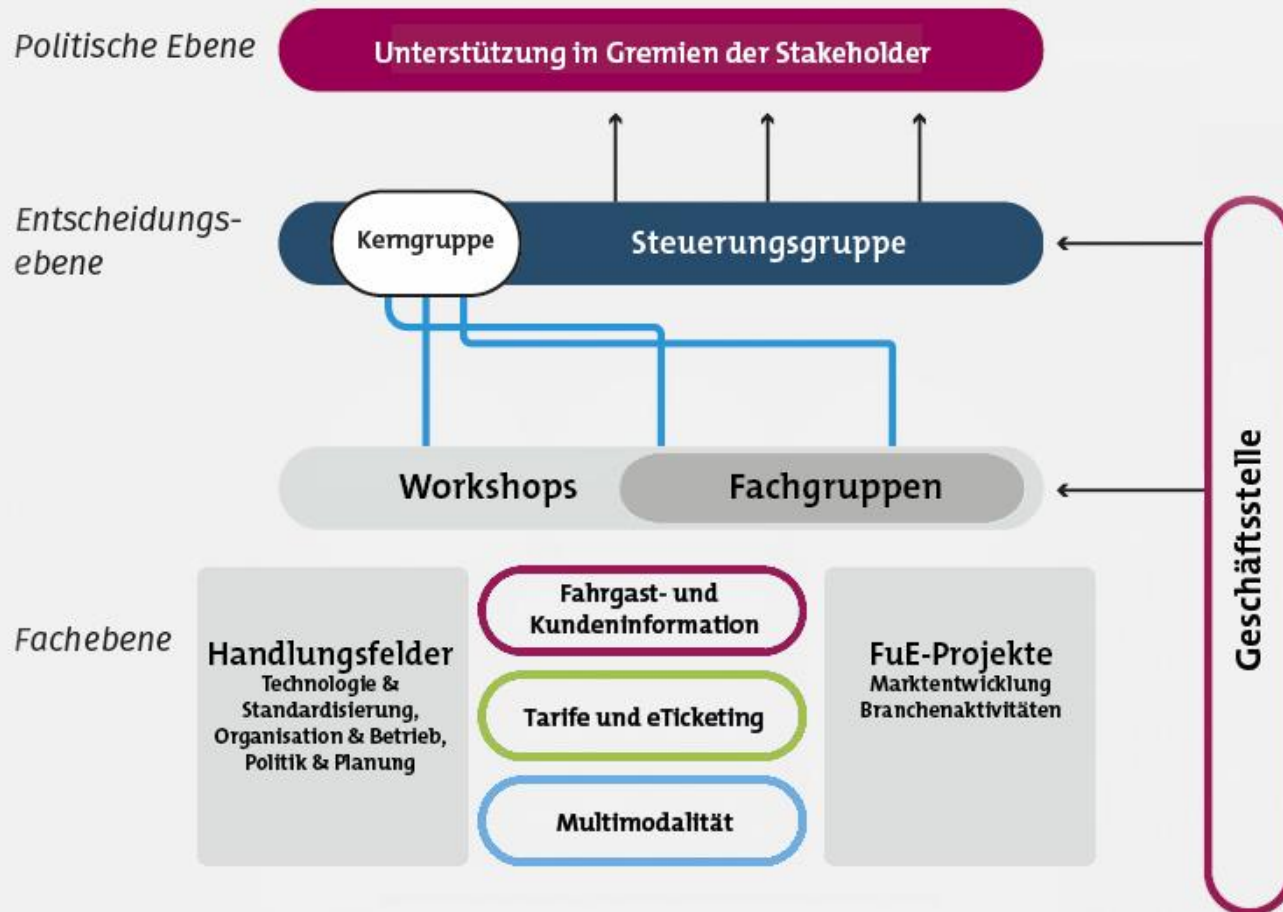 Politische Ebene
Unterstützung in Gremien der Stakeholder
Entscheidungs-
ebene
Kerngruppe
Steuerungsgruppe
Workshops
Fachgruppen
Geschäftsstelle
Fachebene
Handlungsfelder
Technologie &
Standardisierung,
Organisation & Betrieb,
Politik & Planung
Fahrgast- und
Kundeninformation
Tarife und eTicketing
Multimodalität
FuE-Projekte
Marktentwicklung
Branchenaktivitäten